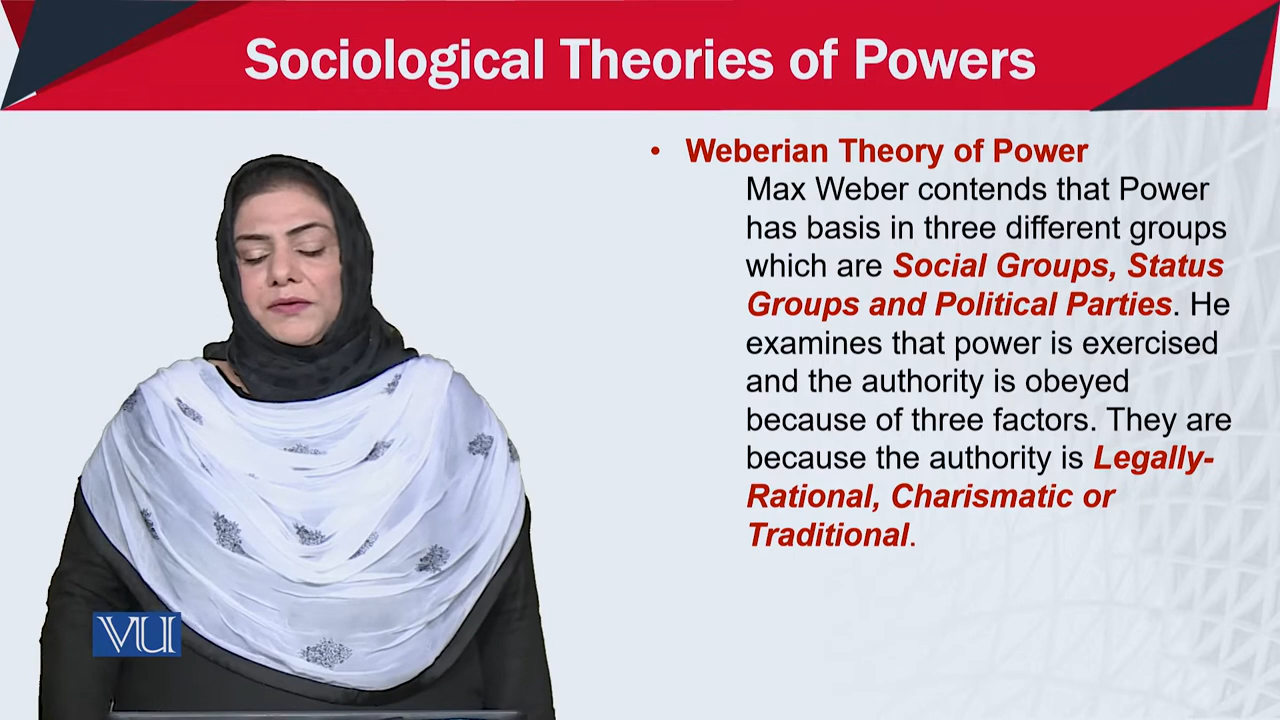 Sociological Theories of Powers
• Weberian Theory of Power
Max Weber contends that Power
has basis in three different groups
which are Social Groups, Status
Groups and Political Parties. He
examines that power is exercised
and the authority is obeyed
because of three factors. They are
because the authority is Legally-
Rational, Charismatic or
Traditional.
VU